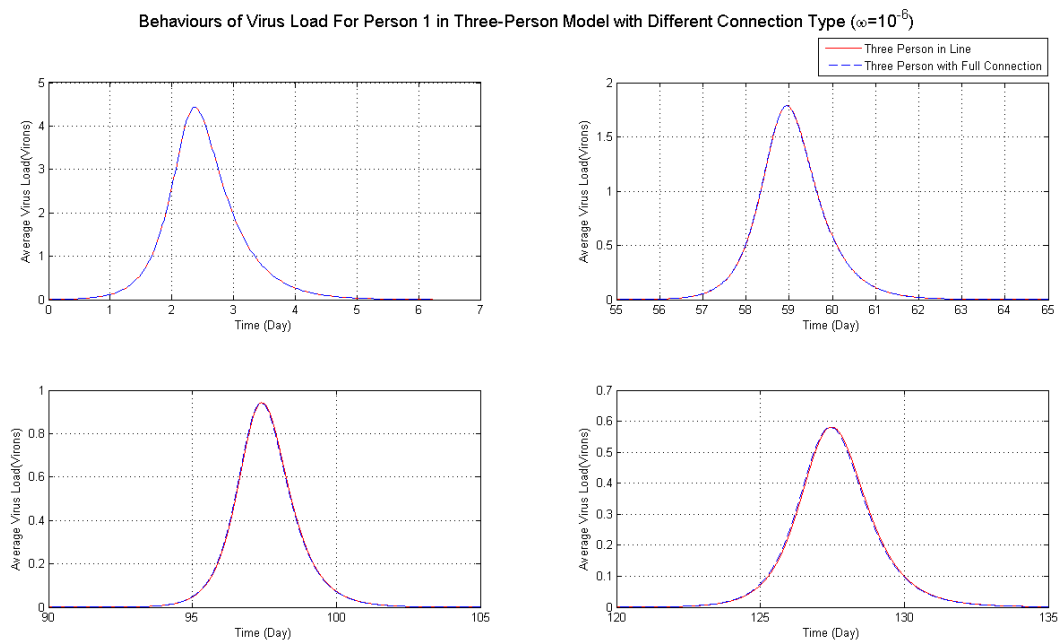 Behaviours of Virus Load For Person 1 in Three-Person Model with Different Connection Type (∞=10^-6)
Three Person in Line
Three Person with Full Connection
Average Virus Load(Virons)
5
4
3
2
1
0
0 1 2 3 4 5 6 7
Time (Day)
Average Virus Load(Virons)
2
1.5
1
0.5
0
55 56 57 58 59 60 61 62 63 64 65
Time (Day)
Average Virus Load(Virons)
1
0.8
0.6
0.4
0.2
0
90 95 100 105
Time (Day)
Average Virus Load(Virons)
0.7
0.6
0.5
0.4
0.3
0.2
0.1
0
120 125 130 135
Time (Day)